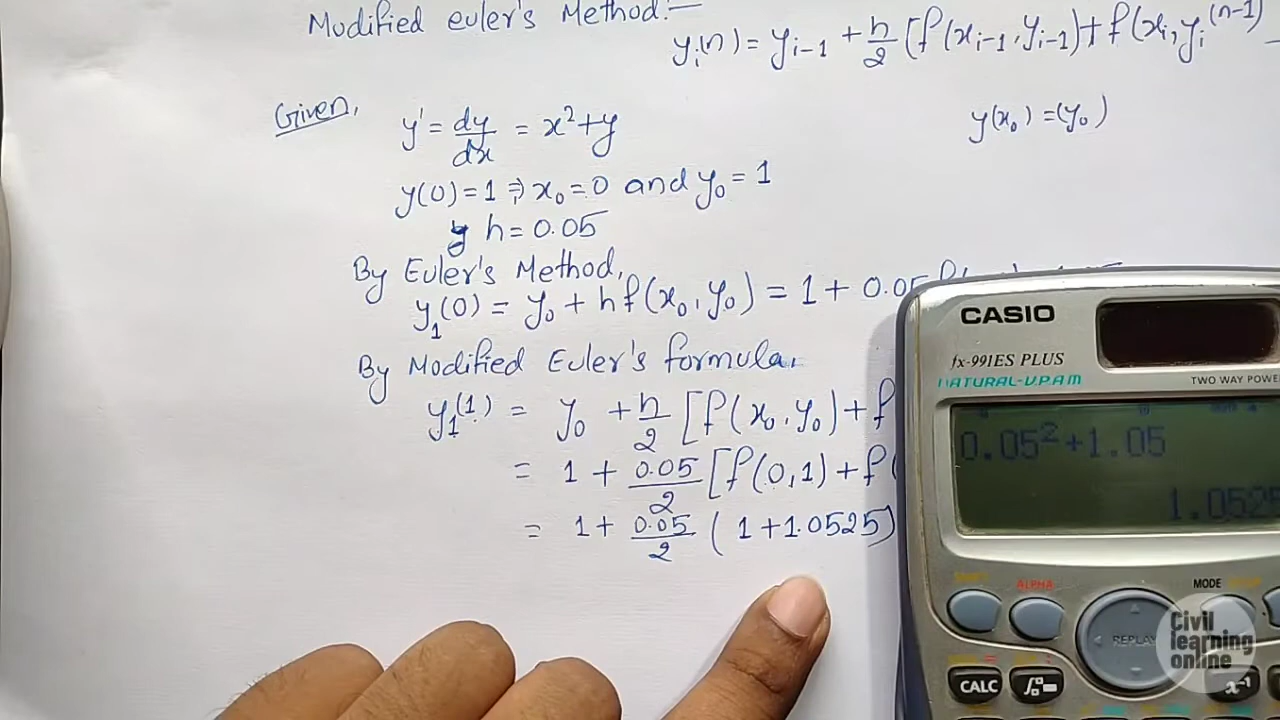 Modified euler's Method:—
yᵢ(n) = yᵢ₋₁ + h/2 [f(xᵢ₋₁, yᵢ₋₁) + f(xᵢ, yᵢ⁽ⁿ⁻¹⁾
Given,
y' = dy/dx = x² + y
y(x₀) = (y₀)
y(0) = 1 ⇒ x₀ = 0 and y₀ = 1
h = 0.05
By Euler's Method,
y₁(0) = y₀ + h f(x₀, y₀) = 1 + 0.05
By Modified Euler's formula,
y₁⁽¹⁾ = y₀ + h/2 [f(x₀, y₀) + f
= 1 + 0.05/2 [f(0,1) + f(
= 1 + 0.05/2 (1 + 1.0525)
CASIO
fx-991ES PLUS
NATURAL-V.P.A.M
TWO WAY POWER
0.05²+1.05
1.0525
SHIFT
ALPHA
MODE
REPLAY
CALC
x⁻¹
Civil
learning
online